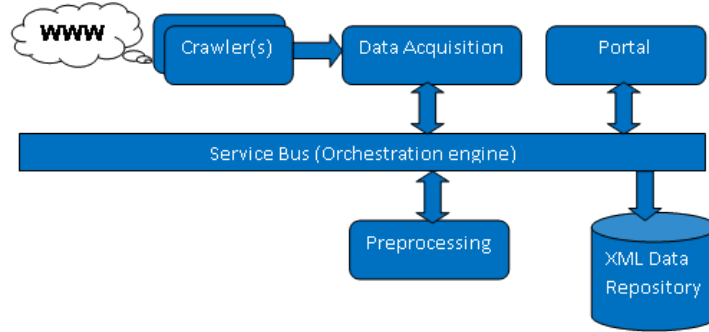 WWW
Crawler(s)
Data Acquisition
Portal
Service Bus (Orchestration engine)
Preprocessing
XML Data
Repository